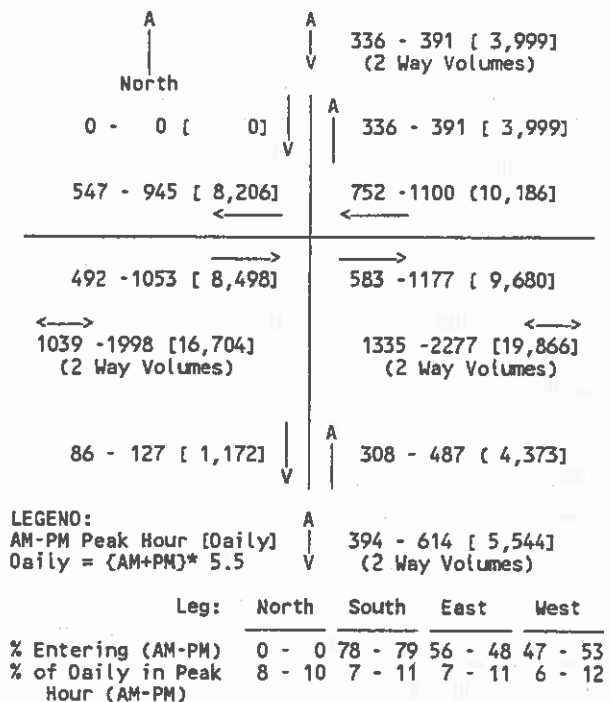 A A 336 - 391 [ 3,999]
V (2 Way Volumes)
North
0 - 0 [ 0] V A 336 - 391 [ 3,999]
547 - 945 [ 8,206] 752 -1100 (10,186]
<---- <----
----> ---->
492 -1053 [ 8,498] 583 -1177 [ 9,680]
<----> <---->
1039 -1998 [16,704] 1335 -2277 [19,866]
(2 Way Volumes) (2 Way Volumes)
86 - 127 [ 1,172] V A 308 - 487 ( 4,373]
LEGENO: A
AM-PM Peak Hour [Oaily] 394 - 614 [ 5,544]
Oaily = {AM+PM}* 5.5 V (2 Way Volumes)
Leg: North South East West
% Entering (AM-PM) 0 - 0 78 - 79 56 - 48 47 - 53
% of Oaily in Peak 8 - 10 7 - 11 7 - 11 6 - 12
Hour (AM-PM)